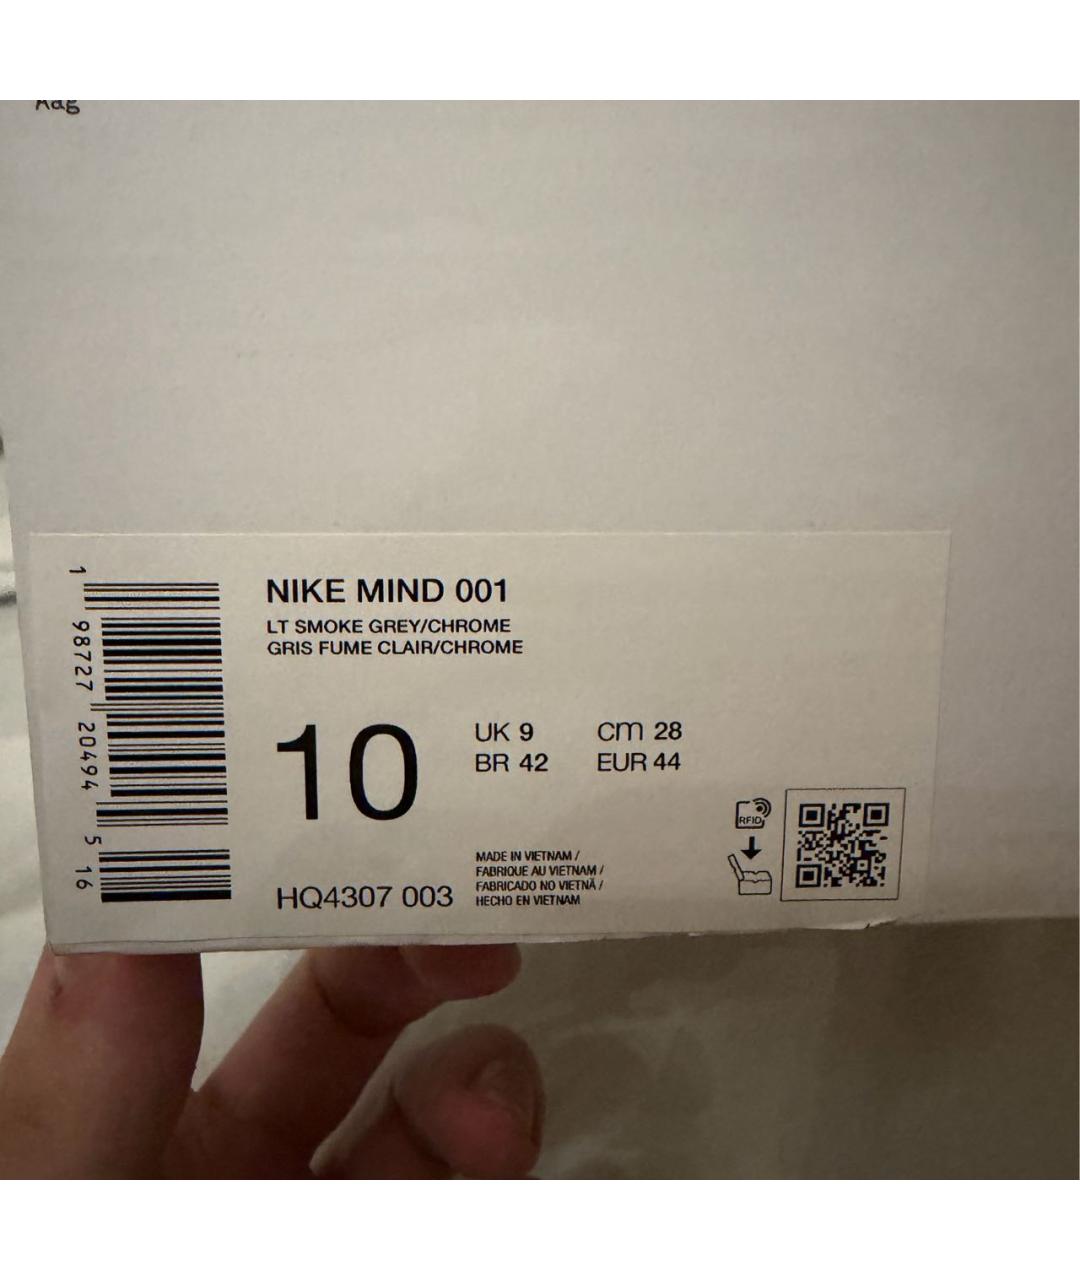 NIKE MIND 001
LT SMOKE GREY/CHROME
GRIS FUME CLAIR/CHROME
10
UK 9 cm 28
BR 42 EUR 44
HQ4307 003
MADE IN VIETNAM /
FABRIQUE AU VIETNAM /
FABRICADO NO VIETNÃ /
HECHO EN VIETNAM
RFID
1 98727 20494 5 16